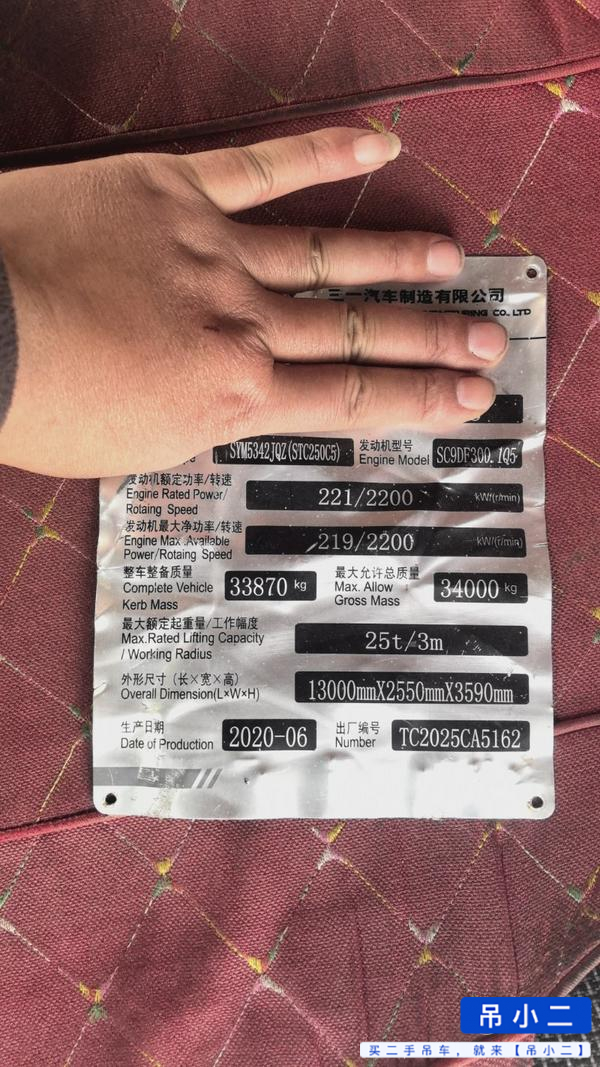 三一汽车制造有限公司
CO., LTD
SYM5342JQZ(STC250C5)
发动机型号
Engine Model
SC9DF300.1Q5
发动机额定功率/转速
Engine Rated Power/
Rotaing Speed
221/2200 kW/(r/min)
发动机最大净功率/转速
Engine Max .Available
Power/Rotaing Speed
219/2200 kW/(r/min)
整车整备质量
Complete Vehicle
Kerb Mass
33870 kg
最大允许总质量
Max. Allow
Gross Mass
34000 kg
最大额定起重量/工作幅度
Max.Rated Lifting Capacity
/ Working Radius
25t/3m
外形尺寸（长×宽×高）
Overall Dimension(L×W×H)
13000mmX2550mmX3590mm
生产日期
Date of Production
2020-06
出厂编号
Number
TC2025CA5162
吊小二
买二手吊车，就来【吊小二】